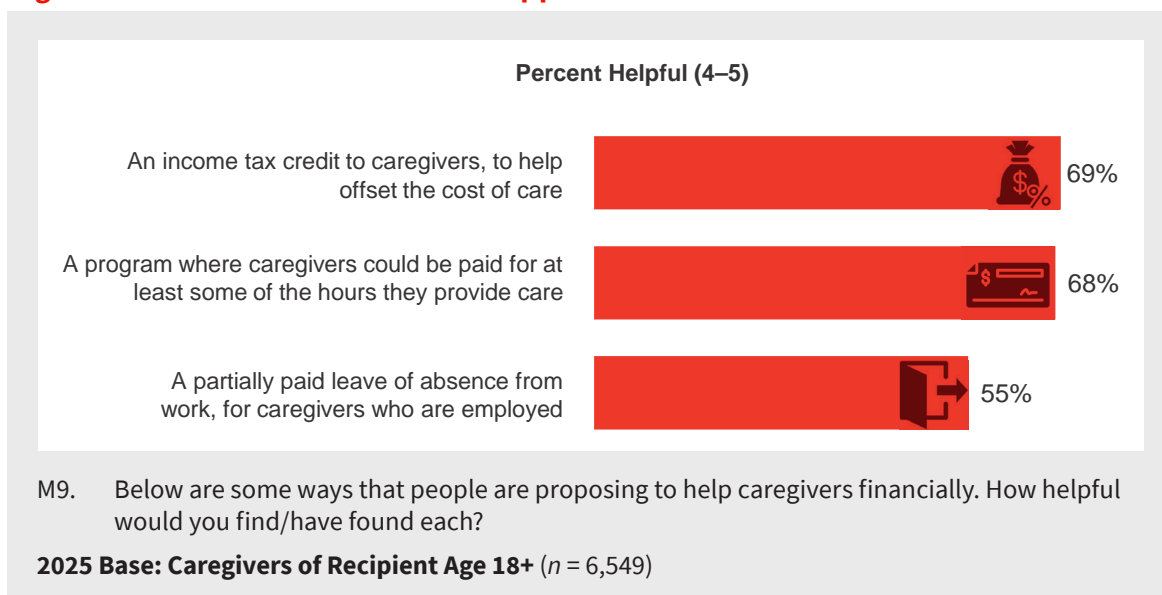 Percent Helpful (4–5)
An income tax credit to caregivers, to help
offset the cost of care
$
%
69%
A program where caregivers could be paid for at
least some of the hours they provide care
$
68%
A partially paid leave of absence from
work, for caregivers who are employed
55%
M9. Below are some ways that people are proposing to help caregivers financially. How helpful
would you find/have found each?
2025 Base: Caregivers of Recipient Age 18+ (n = 6,549)